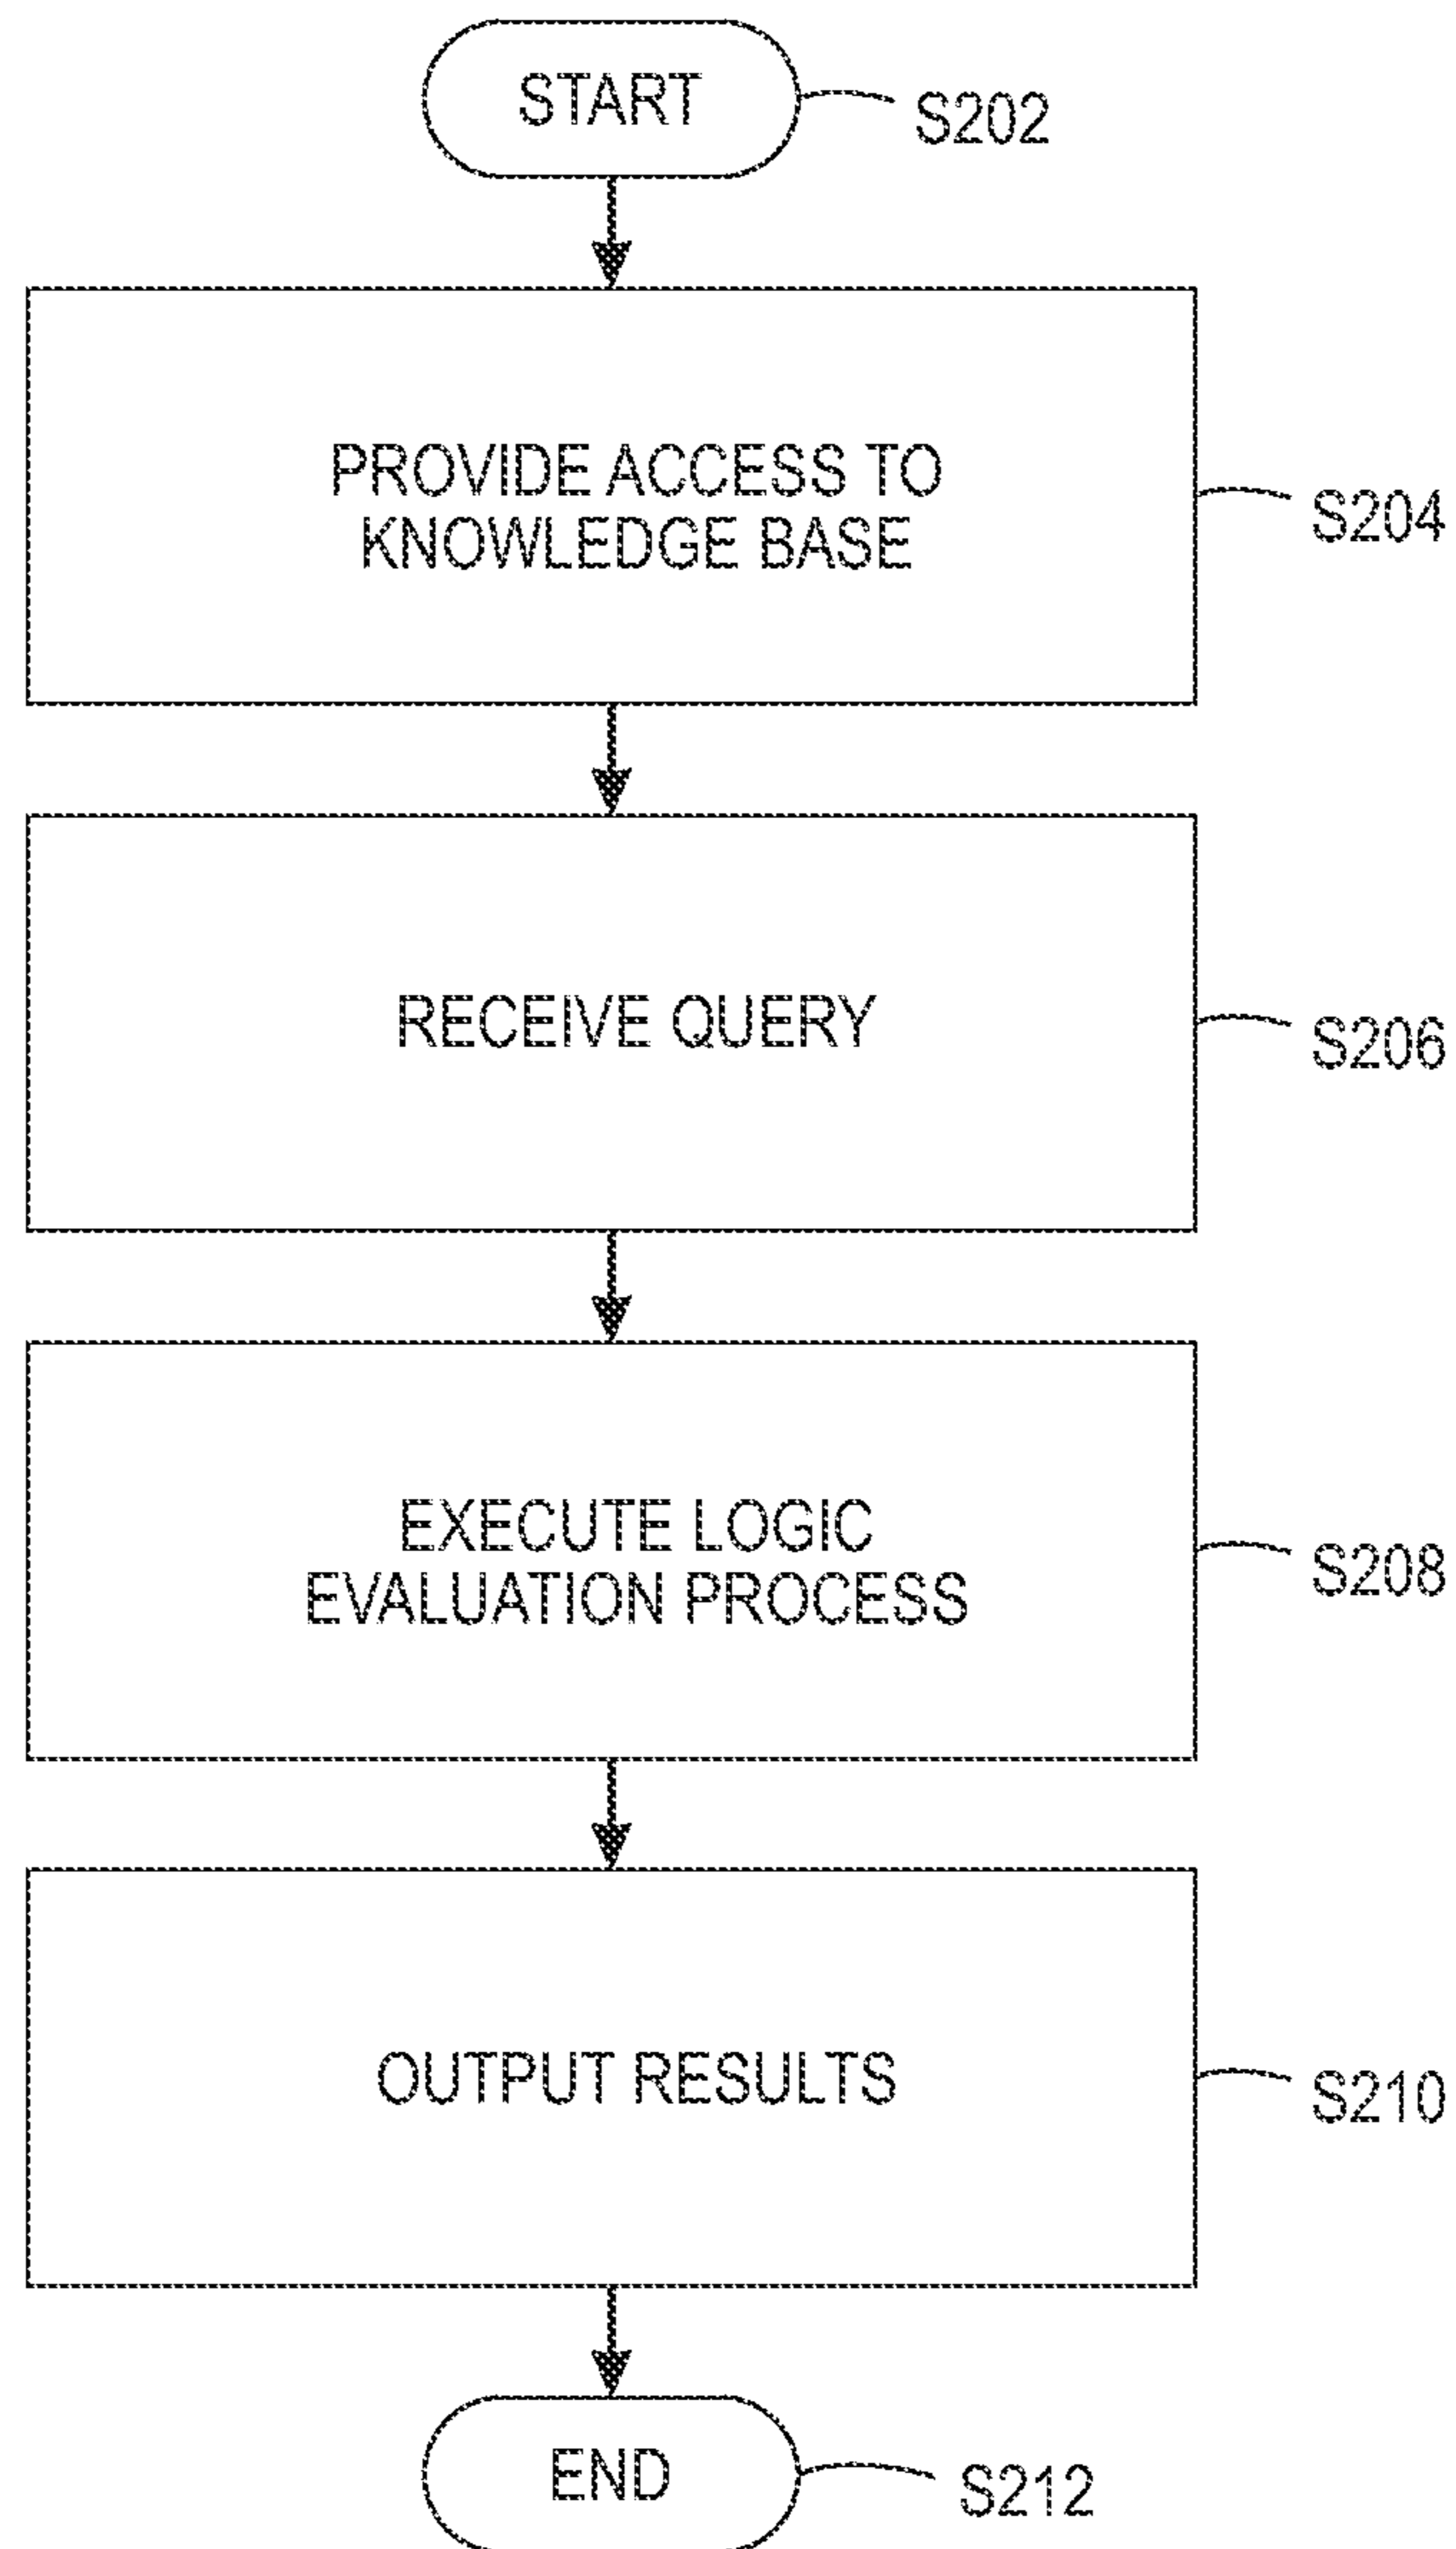 START
S202
PROVIDE ACCESS TO
KNOWLEDGE BASE
S204
RECEIVE QUERY
S206
EXECUTE LOGIC
EVALUATION PROCESS
S208
OUTPUT RESULTS
S210
END
S212